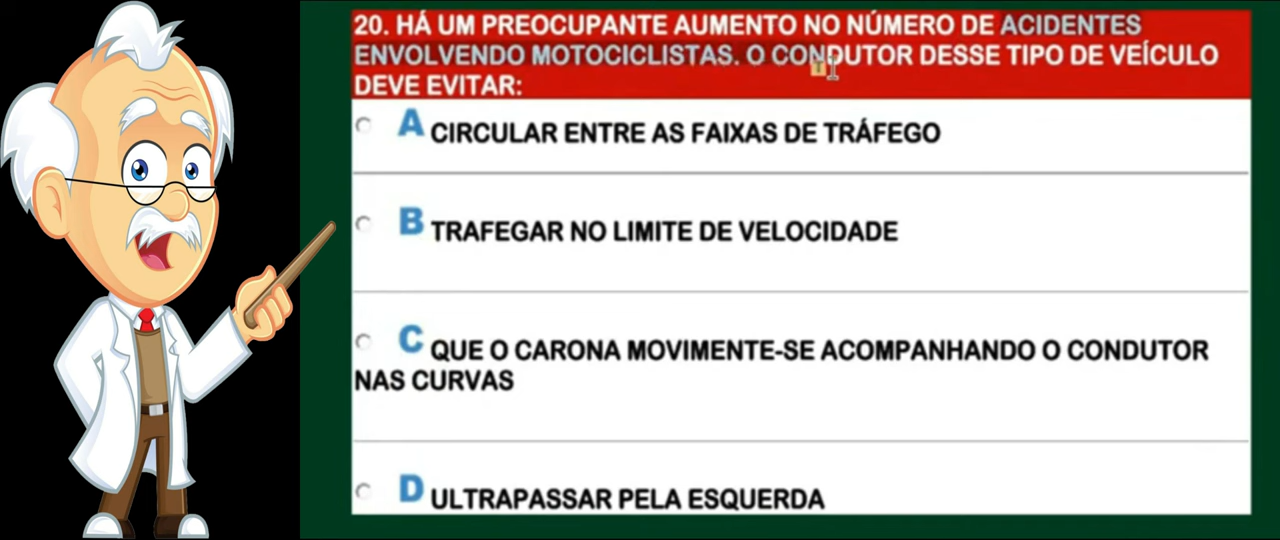 20. HÁ UM PREOCUPANTE AUMENTO NO NÚMERO DE ACIDENTES
ENVOLVENDO MOTOCICLISTAS. O CONDUTOR DESSE TIPO DE VEÍCULO
DEVE EVITAR:
A CIRCULAR ENTRE AS FAIXAS DE TRÁFEGO
B TRAFEGAR NO LIMITE DE VELOCIDADE
C QUE O CARONA MOVIMENTE-SE ACOMPANHANDO O CONDUTOR
NAS CURVAS
D ULTRAPASSAR PELA ESQUERDA